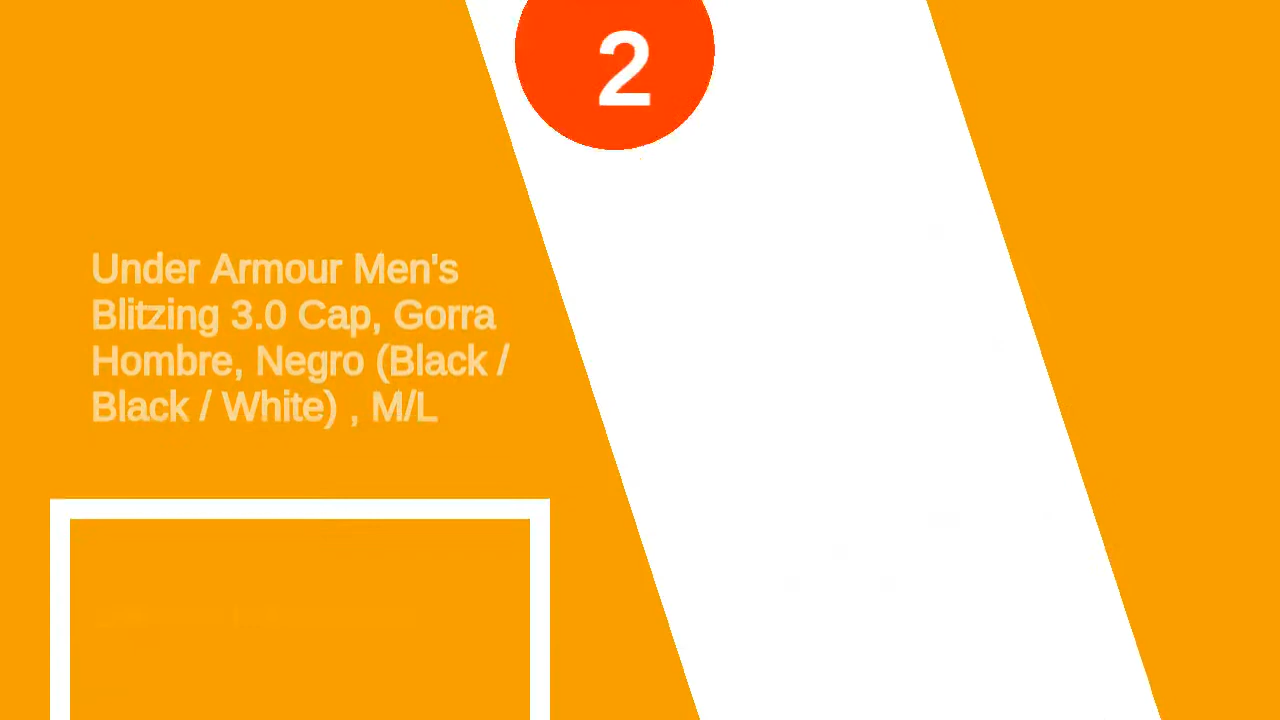 2
Under Armour Men's
Blitzing 3.0 Cap, Gorra
Hombre, Negro (Black /
Black / White) , M/L